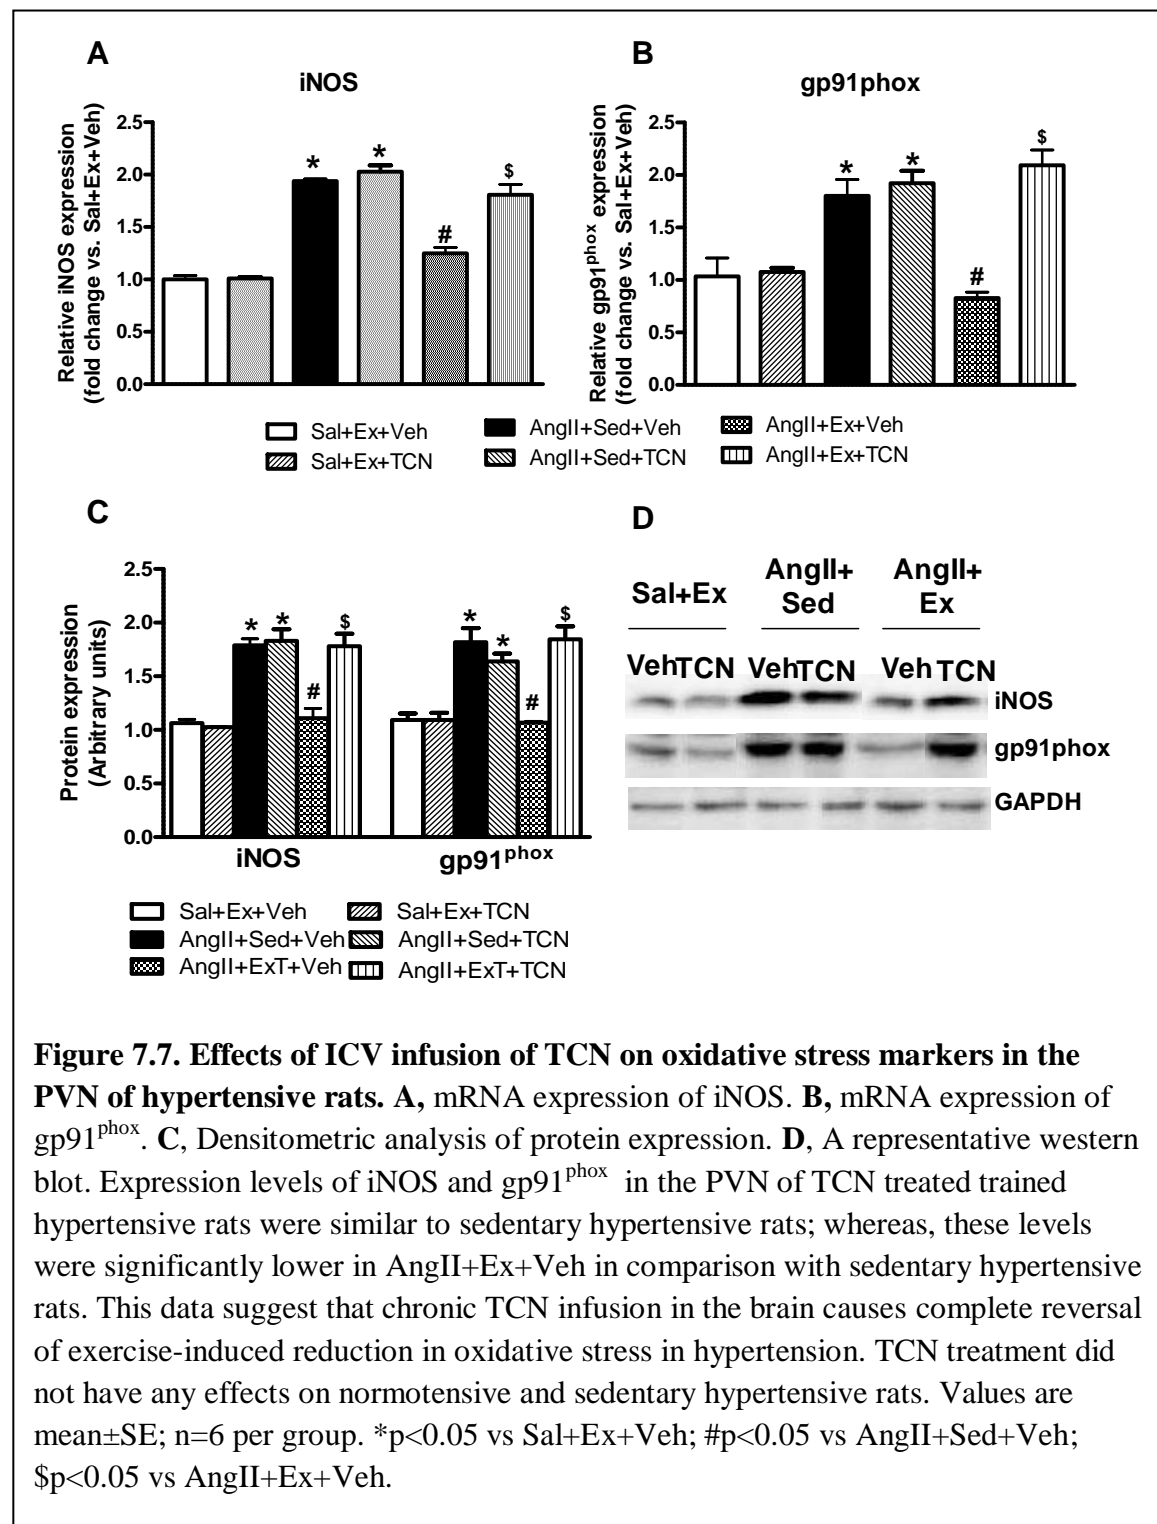 A
B
iNOS
gp91phox
Relative iNOS expression
(fold change vs. Sal+Ex+Veh)
2.5
2.0
1.5
1.0
0.5
0.0
*
*
#
$
Relative gp91phox expression
(fold change vs. Sal+Ex+Veh)
2.5
2.0
1.5
1.0
0.5
0.0
*
*
#
$
Sal+Ex+Veh
AngII+Sed+Veh
AngII+Ex+Veh
Sal+Ex+TCN
AngII+Sed+TCN
AngII+Ex+TCN
C
Protein expression
(Arbitrary units)
2.5
2.0
1.5
1.0
0.5
0.0
*
*
#
$
*
*
#
$
iNOS
gp91phox
Sal+Ex+Veh
Sal+Ex+TCN
AngII+Sed+Veh
AngII+Sed+TCN
AngII+ExT+Veh
AngII+ExT+TCN
D
Sal+Ex
AngII+
Sed
AngII+
Ex
Veh TCN Veh TCN Veh TCN
iNOS
gp91phox
GAPDH
Figure 7.7. Effects of ICV infusion of TCN on oxidative stress markers in the
PVN of hypertensive rats. A, mRNA expression of iNOS. B, mRNA expression of
gp91phox. C, Densitometric analysis of protein expression. D, A representative western
blot. Expression levels of iNOS and gp91phox in the PVN of TCN treated trained
hypertensive rats were similar to sedentary hypertensive rats; whereas, these levels
were significantly lower in AngII+Ex+Veh in comparison with sedentary hypertensive
rats. This data suggest that chronic TCN infusion in the brain causes complete reversal
of exercise-induced reduction in oxidative stress in hypertension. TCN treatment did
not have any effects on normotensive and sedentary hypertensive rats. Values are
mean±SE; n=6 per group. *p<0.05 vs Sal+Ex+Veh; #p<0.05 vs AngII+Sed+Veh;
$p<0.05 vs AngII+Ex+Veh.